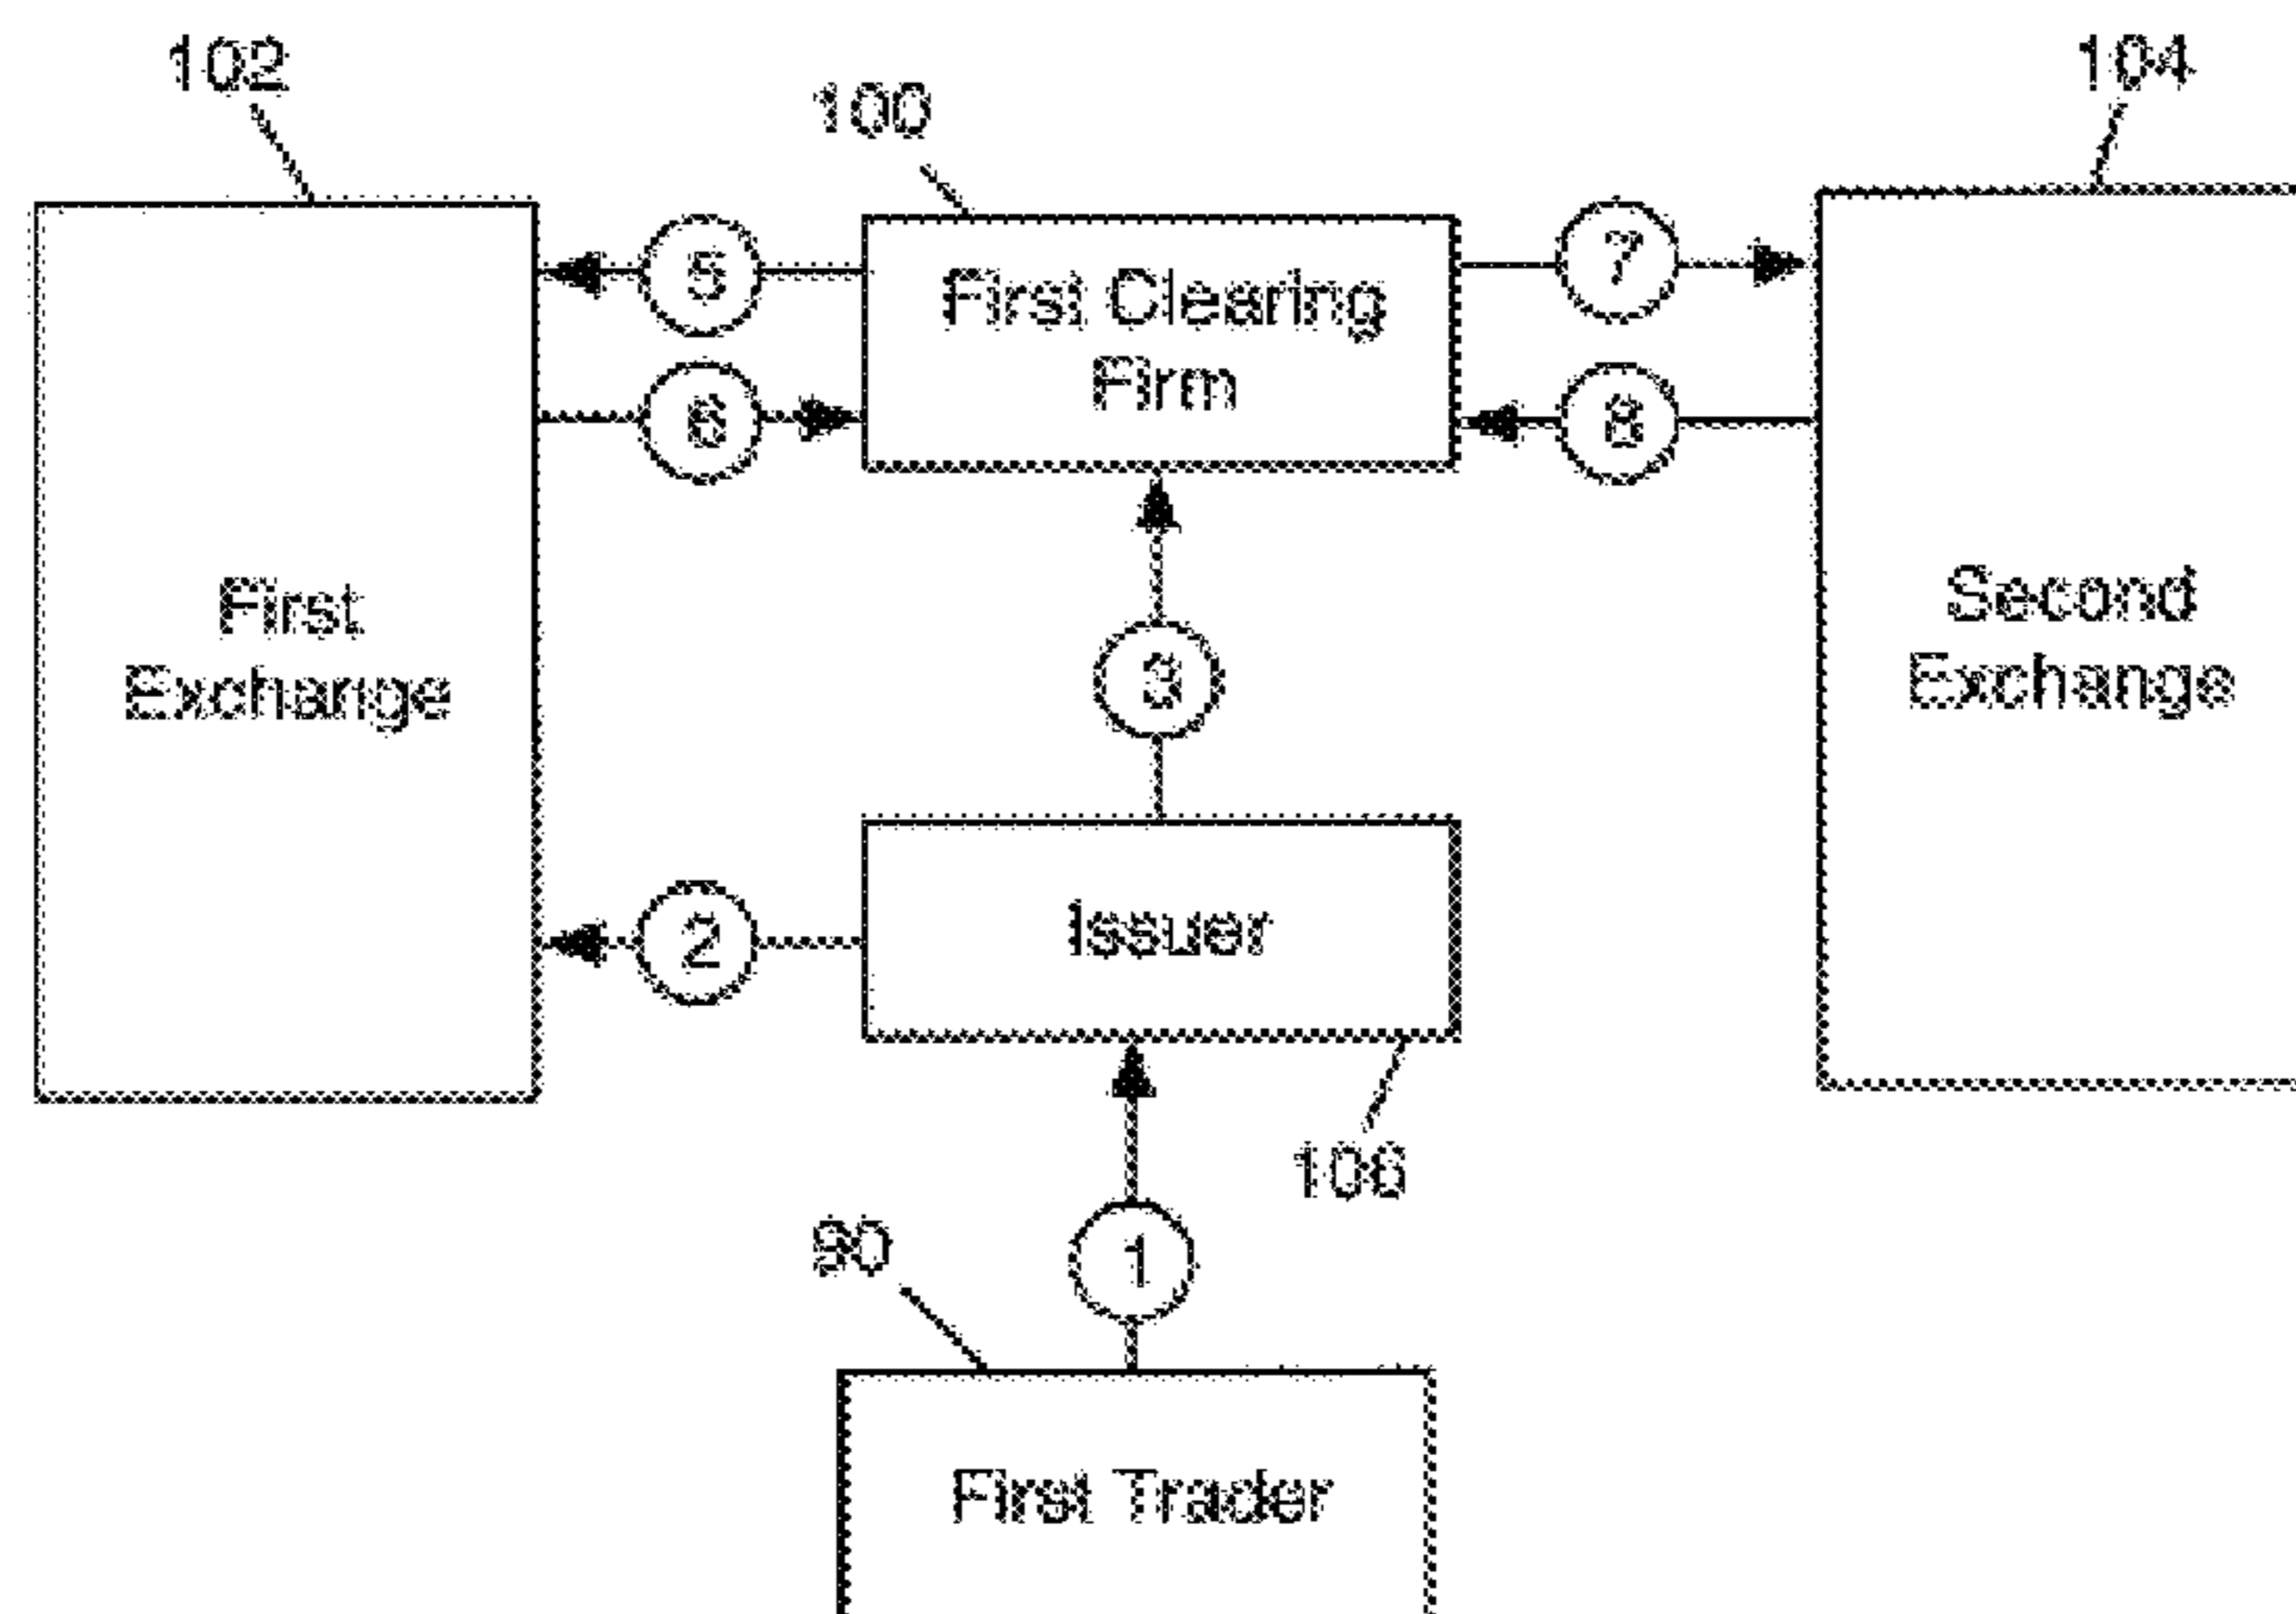 102
100
104
5
First Clearing
Firm
7
6
8
First
Exchange
3
Second
Exchange
2
Issuer
106
90
1
First Trader